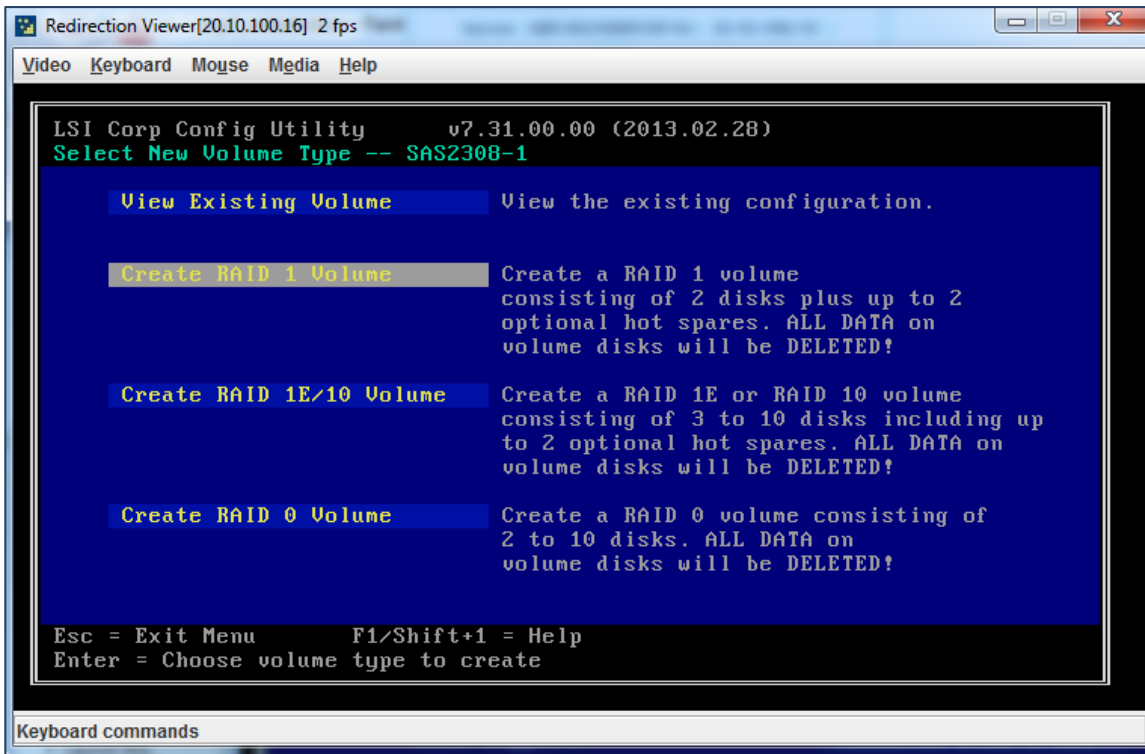 Redirection Viewer[20.10.100.16] 2 fps
Video Keyboard Mouse Media Help
LSI Corp Config Utility v7.31.00.00 (2013.02.28)
Select New Volume Type -- SAS2308-1
View Existing Volume View the existing configuration.
Create RAID 1 Volume Create a RAID 1 volume
consisting of 2 disks plus up to 2
optional hot spares. ALL DATA on
volume disks will be DELETED!
Create RAID 1E/10 Volume Create a RAID 1E or RAID 10 volume
consisting of 3 to 10 disks including up
to 2 optional hot spares. ALL DATA on
volume disks will be DELETED!
Create RAID 0 Volume Create a RAID 0 volume consisting of
2 to 10 disks. ALL DATA on
volume disks will be DELETED!
Esc = Exit Menu F1/Shift+1 = Help
Enter = Choose volume type to create
Keyboard commands